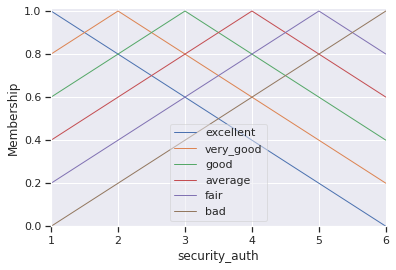 1.0
0.8
0.6
0.4
0.2
0.0
Membership
excellent
very_good
good
average
fair
bad
1 2 3 4 5 6
security_auth